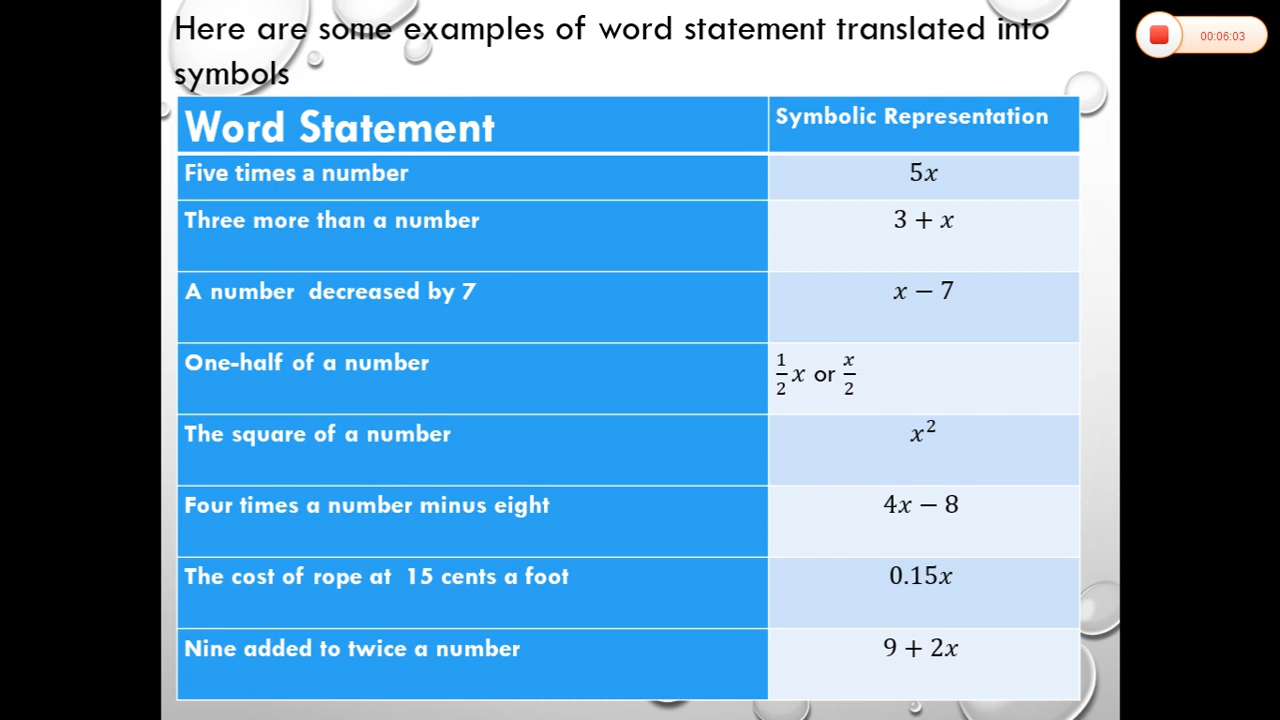 Here are some examples of word statement translated into
symbols
00:06:03
Word Statement
Symbolic Representation
Five times a number
5x
Three more than a number
3 + x
A number decreased by 7
x − 7
One-half of a number
1/2 x or x/2
The square of a number
x²
Four times a number minus eight
4x − 8
The cost of rope at 15 cents a foot
0.15x
Nine added to twice a number
9 + 2x